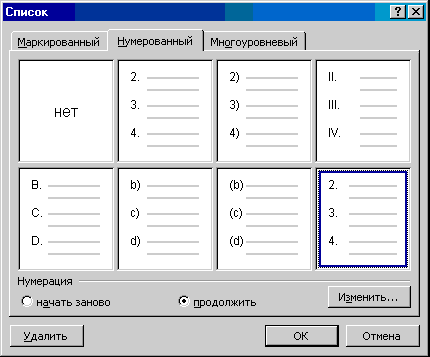 Список
Маркированный Нумерованный Многоуровневый
нет
2.
3.
4.
2)
3)
4)
II.
III.
IV.
B.
C.
D.
b)
c)
d)
(b)
(c)
(d)
2.
3.
4.
Нумерация
начать заново продолжить Изменить...
Удалить ОК Отмена